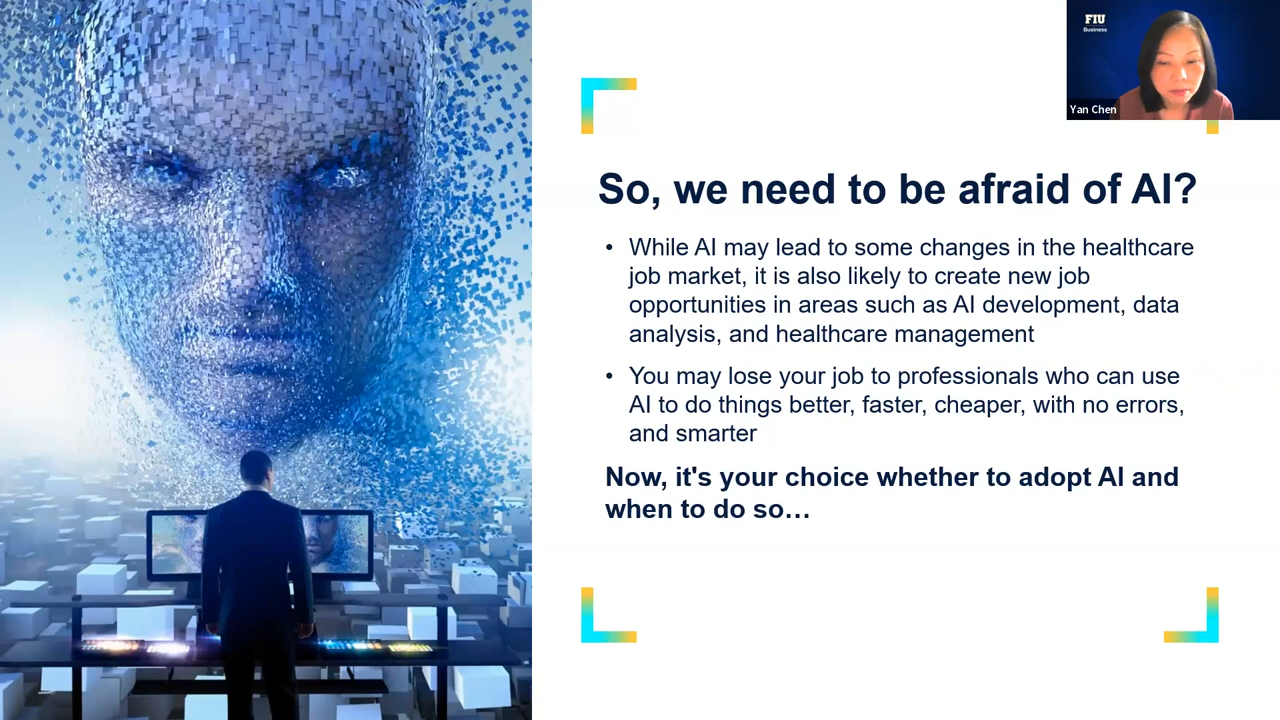 FIU
Business
Yan Chen
So, we need to be afraid of AI?
• While AI may lead to some changes in the healthcare
job market, it is also likely to create new job
opportunities in areas such as AI development, data
analysis, and healthcare management
• You may lose your job to professionals who can use
AI to do things better, faster, cheaper, with no errors,
and smarter
Now, it's your choice whether to adopt AI and
when to do so…